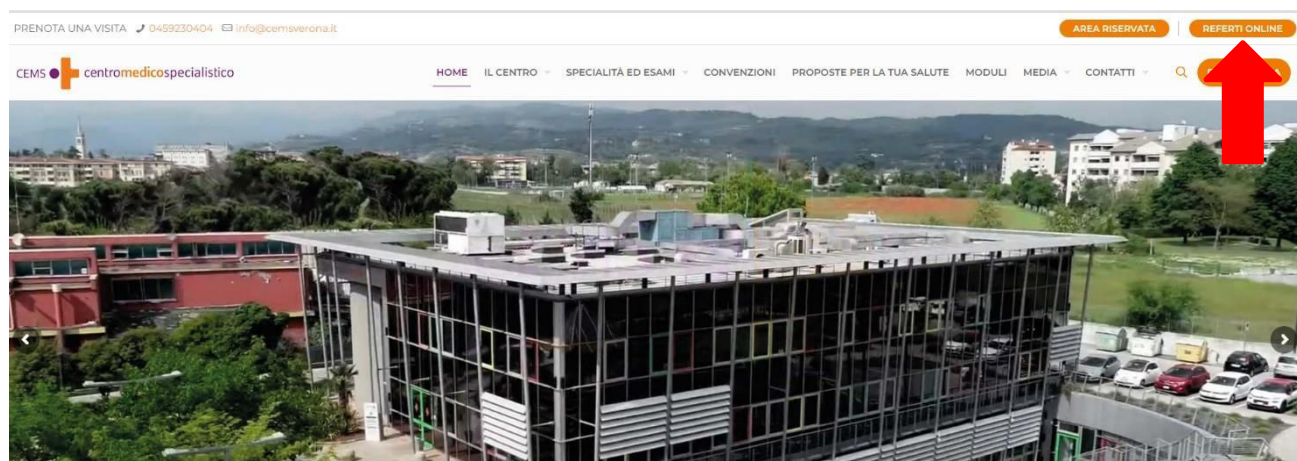 PRENOTA UNA VISITA 0459230404 info@cemsverona.it AREA RISERVATA REFERTI ONLINE
CEMS centromedicospecialistico HOME IL CENTRO SPECIALITÀ ED ESAMI CONVENZIONI PROPOSTE PER LA TUA SALUTE MODULI MEDIA CONTATTI